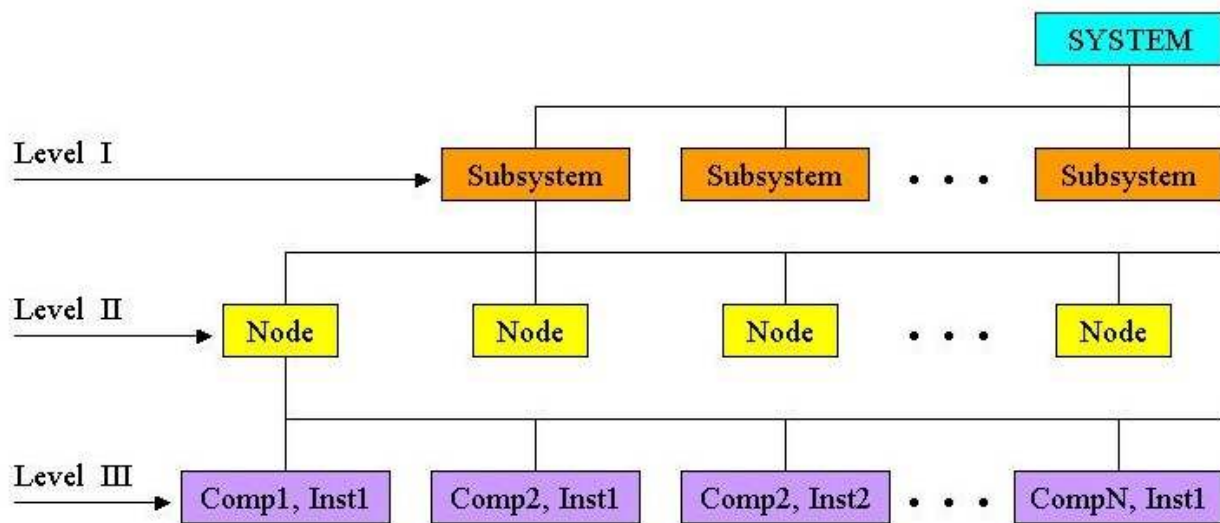 SYSTEM
Level I
Subsystem
Subsystem
Subsystem
Level II
Node
Node
Node
Node
Level III
Comp1, Inst1
Comp2, Inst1
Comp2, Inst2
CompN, Inst1